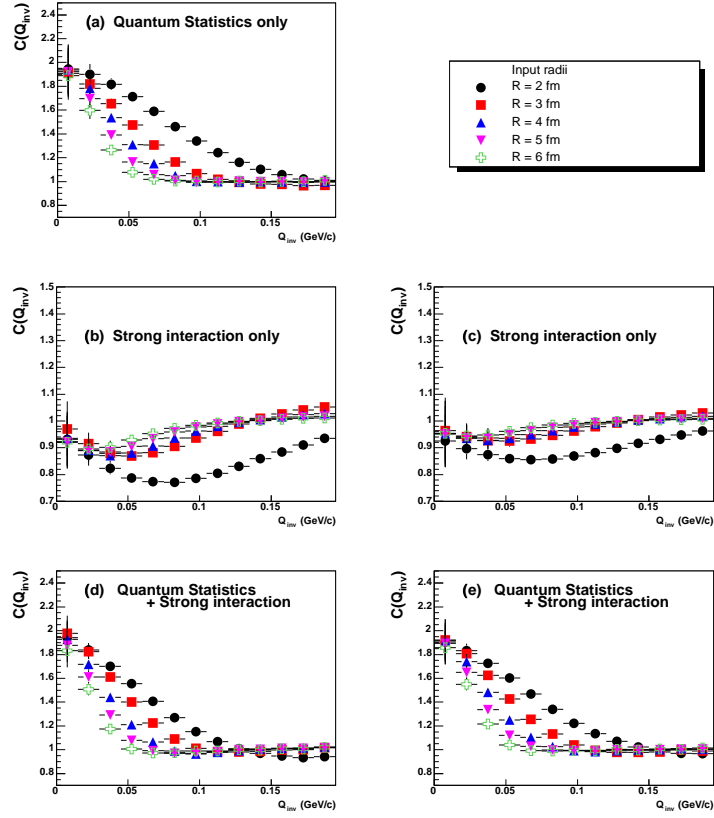 (a) Quantum Statistics only
C(Q_inv)
2.4
2.2
2
1.8
1.6
1.4
1.2
1
0.8
0 0.05 0.1 0.15
Q_inv (GeV/c)
Input radii
R = 2 fm
R = 3 fm
R = 4 fm
R = 5 fm
R = 6 fm
(b) Strong interaction only
C(Q_inv)
1.5
1.4
1.3
1.2
1.1
1
0.9
0.8
0.7
0 0.05 0.1 0.15
Q_inv (GeV/c)
(c) Strong interaction only
C(Q_inv)
1.5
1.4
1.3
1.2
1.1
1
0.9
0.8
0.7
0 0.05 0.1 0.15
Q_inv (GeV/c)
(d) Quantum Statistics
+ Strong interaction
C(Q_inv)
2.4
2.2
2
1.8
1.6
1.4
1.2
1
0.8
0 0.05 0.1 0.15
Q_inv (GeV/c)
(e) Quantum Statistics
+ Strong interaction
C(Q_inv)
2.4
2.2
2
1.8
1.6
1.4
1.2
1
0.8
0 0.05 0.1 0.15
Q_inv (GeV/c)